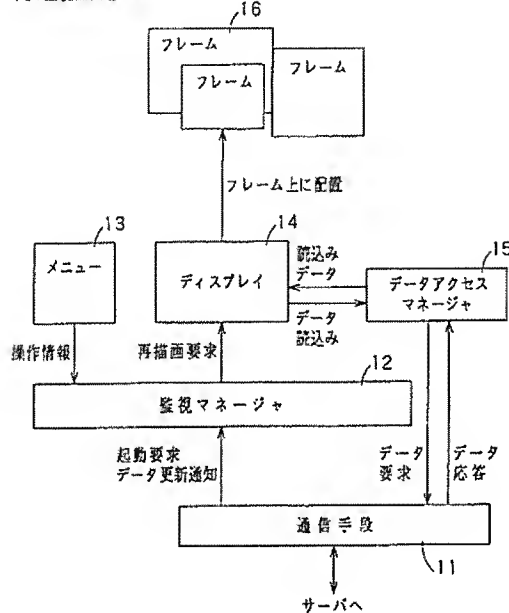 16
フレーム
フレーム
フレーム
フレーム上に配置
13
メニュー
14
ディスプレイ
読込み
データ
データ
読込み
15
データアクセス
マネージャ
操作情報
再描画要求
12
監視マネージャ
起動要求
データ更新通知
データ
要求
データ
応答
通信手段
11
サーバへ